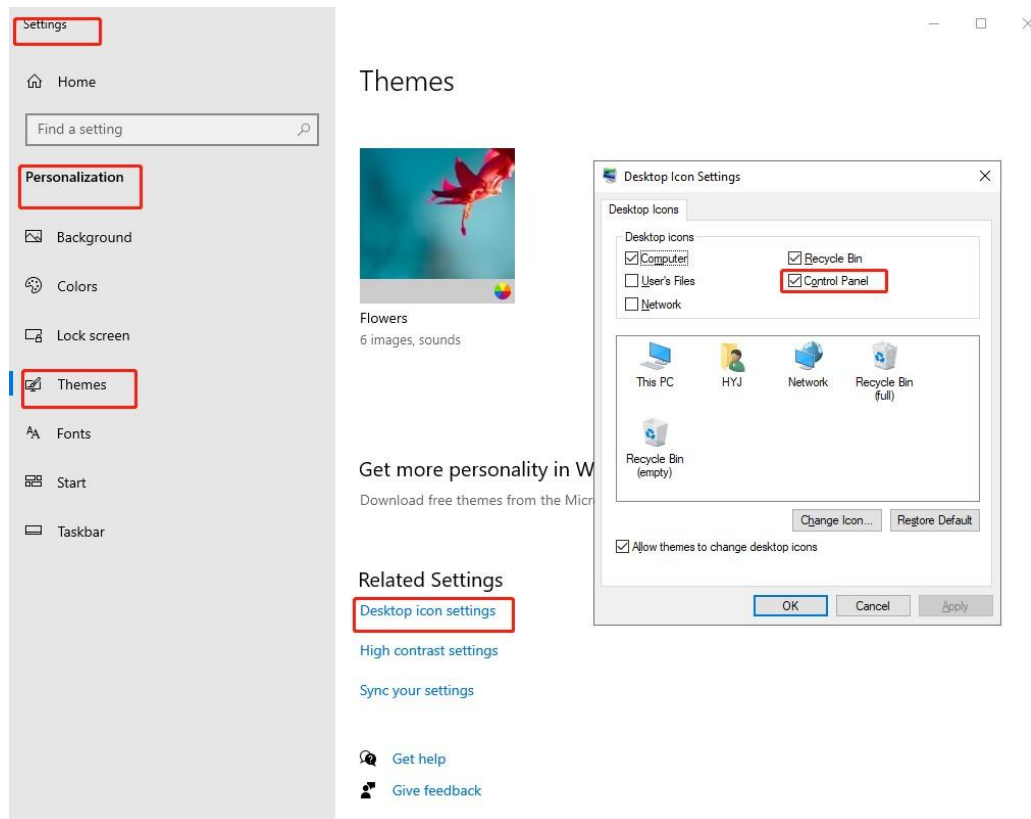 Settings
Home
Find a setting
Personalization
Background
Colors
Lock screen
Themes
Fonts
Start
Taskbar
Themes
Flowers
6 images, sounds
Get more personality in W
Download free themes from the Micr
Related Settings
Desktop icon settings
High contrast settings
Sync your settings
Get help
Give feedback
Desktop Icon Settings
Desktop Icons
Desktop icons
Computer
Recycle Bin
User's Files
Control Panel
Network
This PC
HYJ
Network
Recycle Bin
(full)
Recycle Bin
(empty)
Change Icon...
Restore Default
Allow themes to change desktop icons
OK
Cancel
Apply